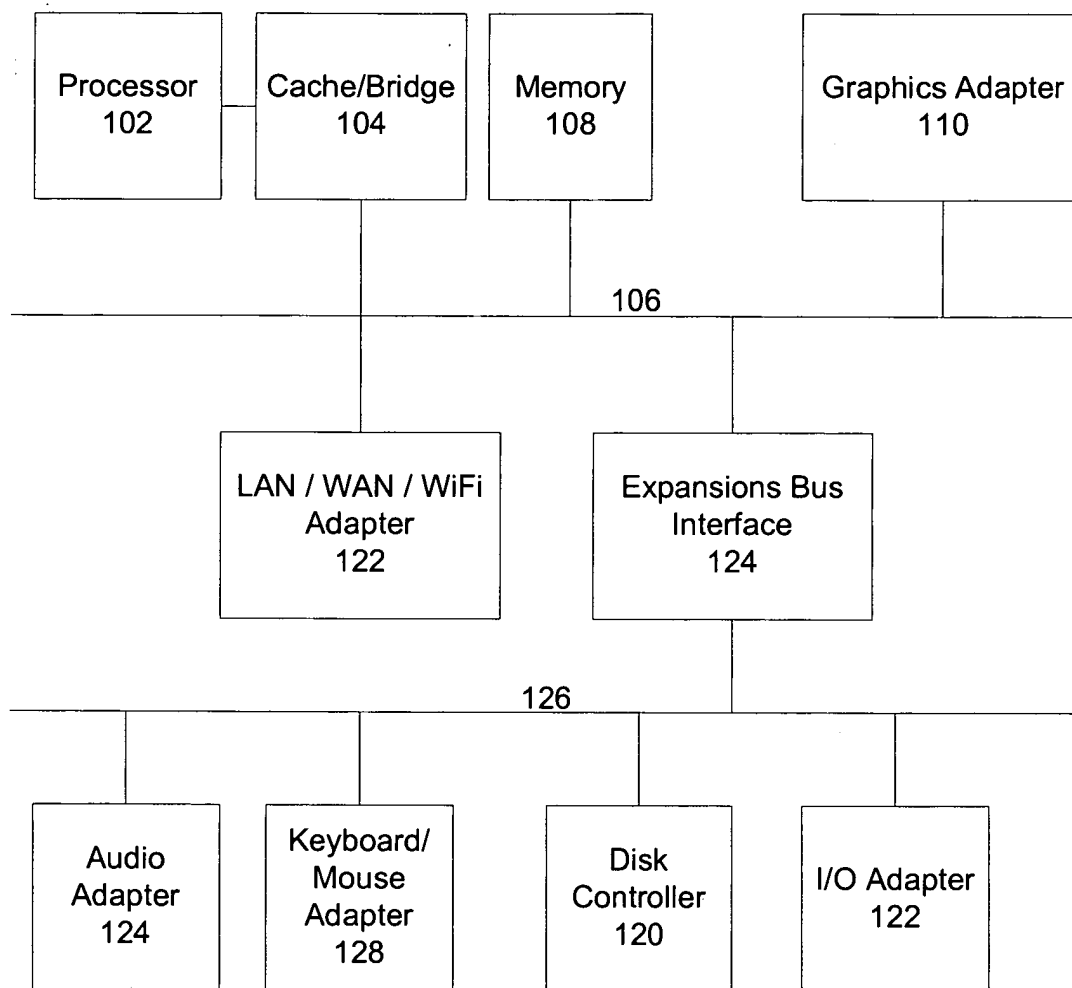 Processor
102
Cache/Bridge
104
Memory
108
Graphics Adapter
110
106
LAN / WAN / WiFi
Adapter
122
Expansions Bus
Interface
124
126
Audio
Adapter
124
Keyboard/
Mouse
Adapter
128
Disk
Controller
120
I/O Adapter
122